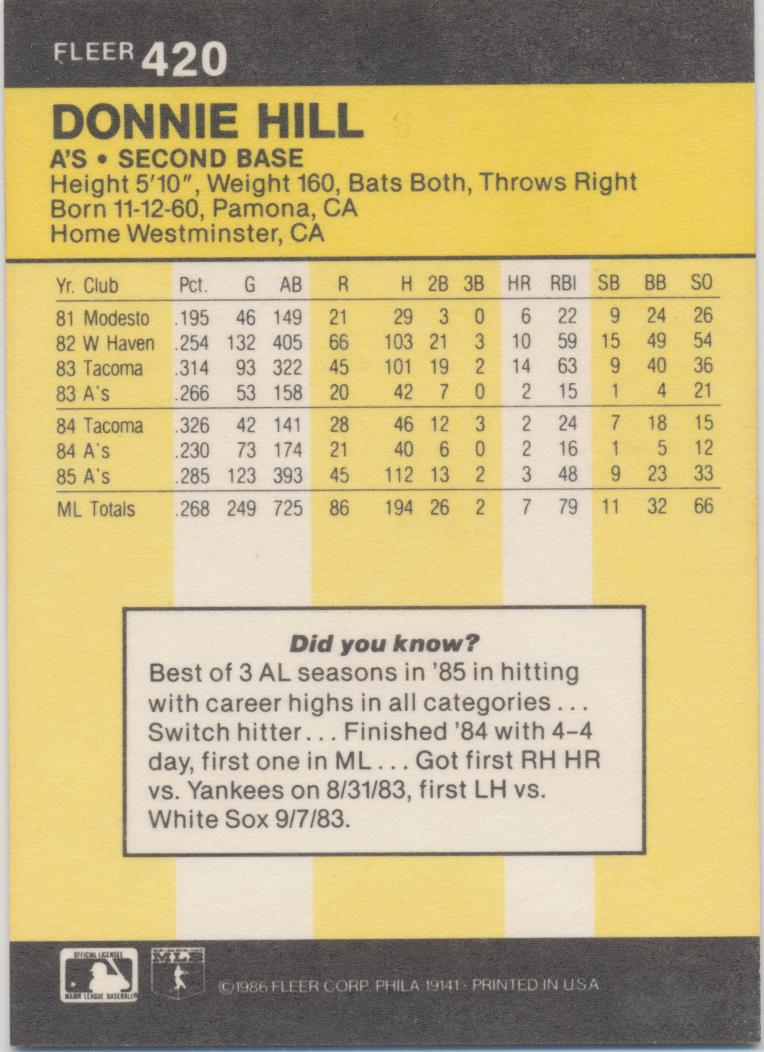 FLEER 420
DONNIE HILL
A'S • SECOND BASE
Height 5'10", Weight 160, Bats Both, Throws Right
Born 11-12-60, Pamona, CA
Home Westminster, CA
Yr. Club Pct. G AB R H 2B 3B HR RBI SB BB SO
81 Modesto .195 46 149 21 29 3 0 6 22 9 24 26
82 W Haven .254 132 405 66 103 21 3 10 59 15 49 54
83 Tacoma .314 93 322 45 101 19 2 14 63 9 40 36
83 A's .266 53 158 20 42 7 0 2 15 1 4 21
84 Tacoma .326 42 141 28 46 12 3 2 24 7 18 15
84 A's .230 73 174 21 40 6 0 2 16 1 5 12
85 A's .285 123 393 45 112 13 2 3 48 9 23 33
ML Totals .268 249 725 86 194 26 2 7 79 11 32 66
Did you know?
Best of 3 AL seasons in '85 in hitting
with career highs in all categories ...
Switch hitter ... Finished '84 with 4-4
day, first one in ML ... Got first RH HR
vs. Yankees on 8/31/83, first LH vs.
White Sox 9/7/83.
OFFICIAL LICENSEE
MAJOR LEAGUE BASEBALL
MLB
©1986 FLEER CORP. PHILA 19141 - PRINTED IN U.S.A.